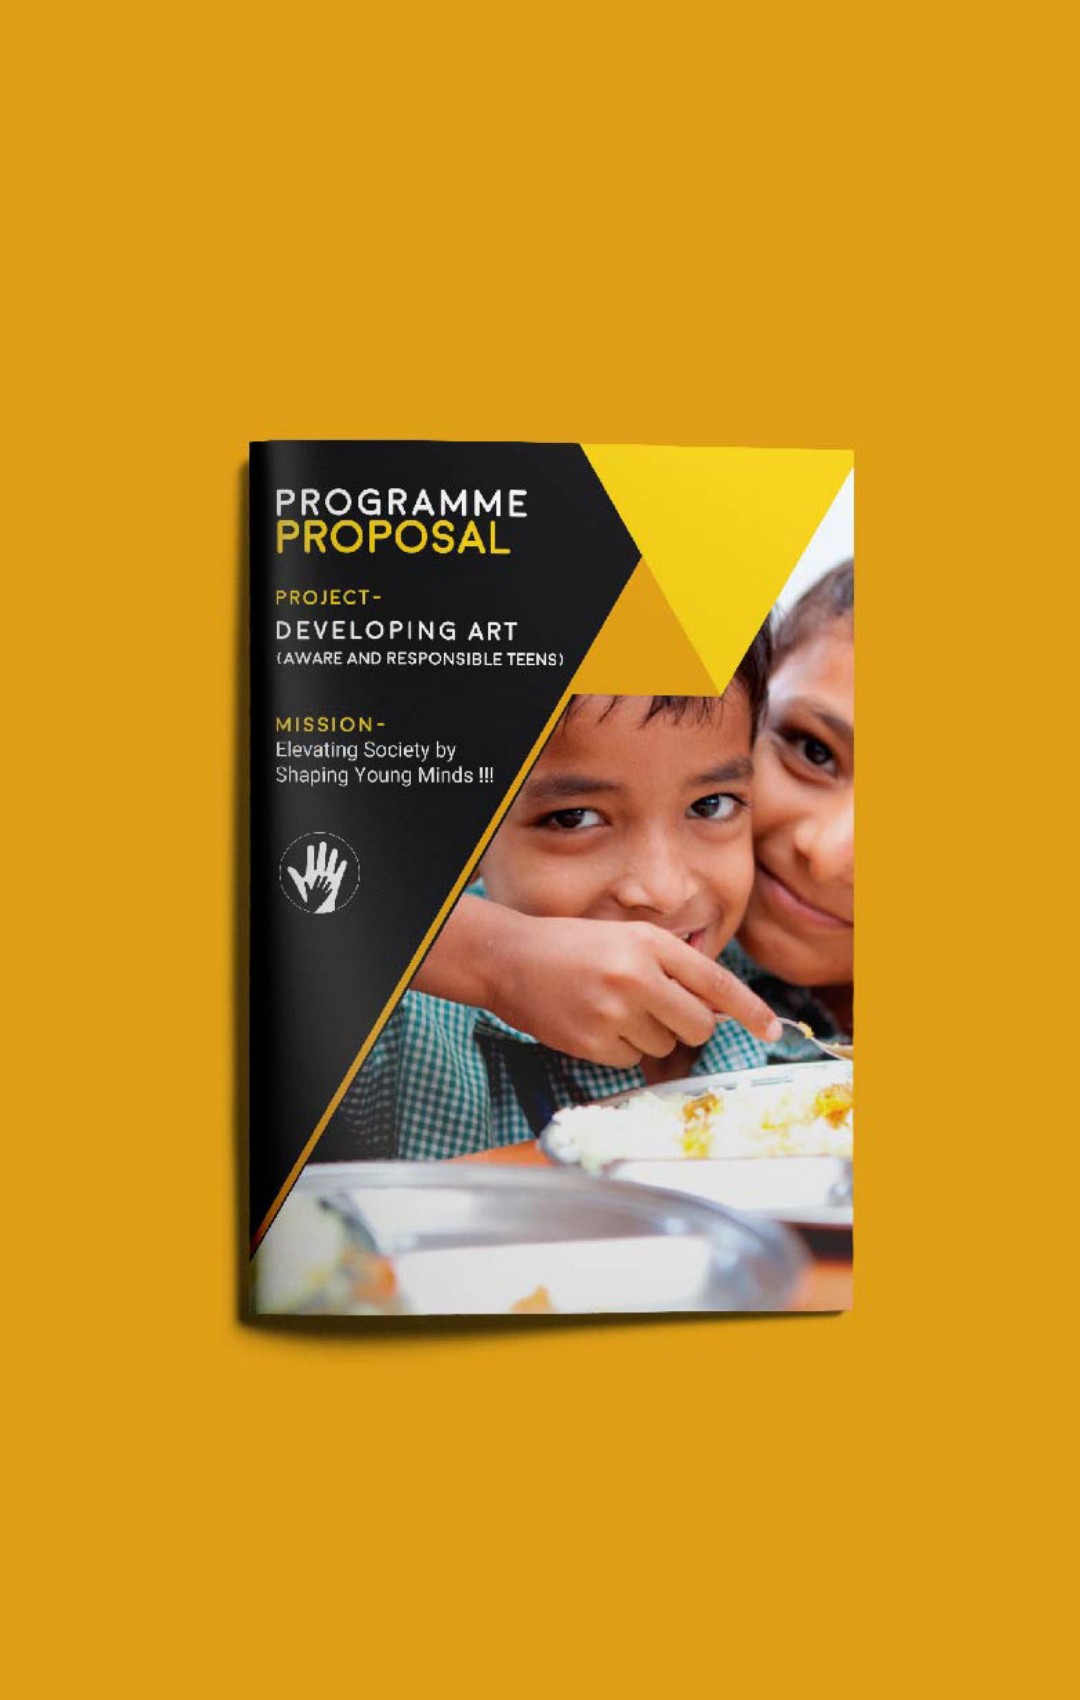 PROGRAMME
PROPOSAL
PROJECT-
DEVELOPING ART
(AWARE AND RESPONSIBLE TEENS)
MISSION-
Elevating Society by
Shaping Young Minds !!!